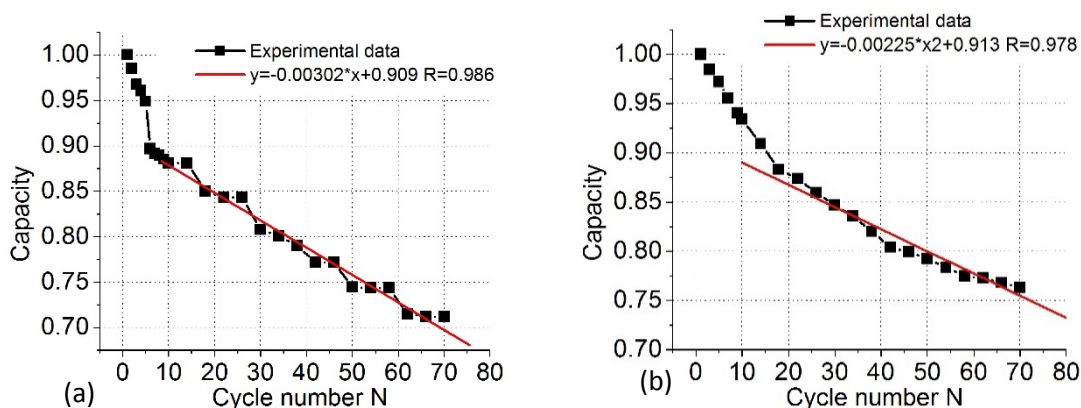 Experimental data
y=-0.00302*x+0.909 R=0.986
1.00
0.95
0.90
0.85
0.80
0.75
0.70
Capacity
0 10 20 30 40 50 60 70 80
(a)
Cycle number N
Experimental data
y=-0.00225*x2+0.913 R=0.978
1.00
0.95
0.90
0.85
0.80
0.75
0.70
Capacity
0 10 20 30 40 50 60 70 80
(b)
Cycle number N